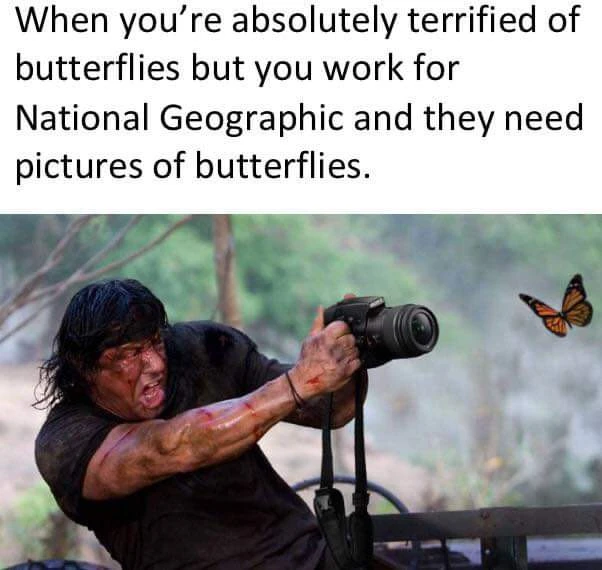 When you’re absolutely terrified of
butterflies but you work for
National Geographic and they need
pictures of butterflies.